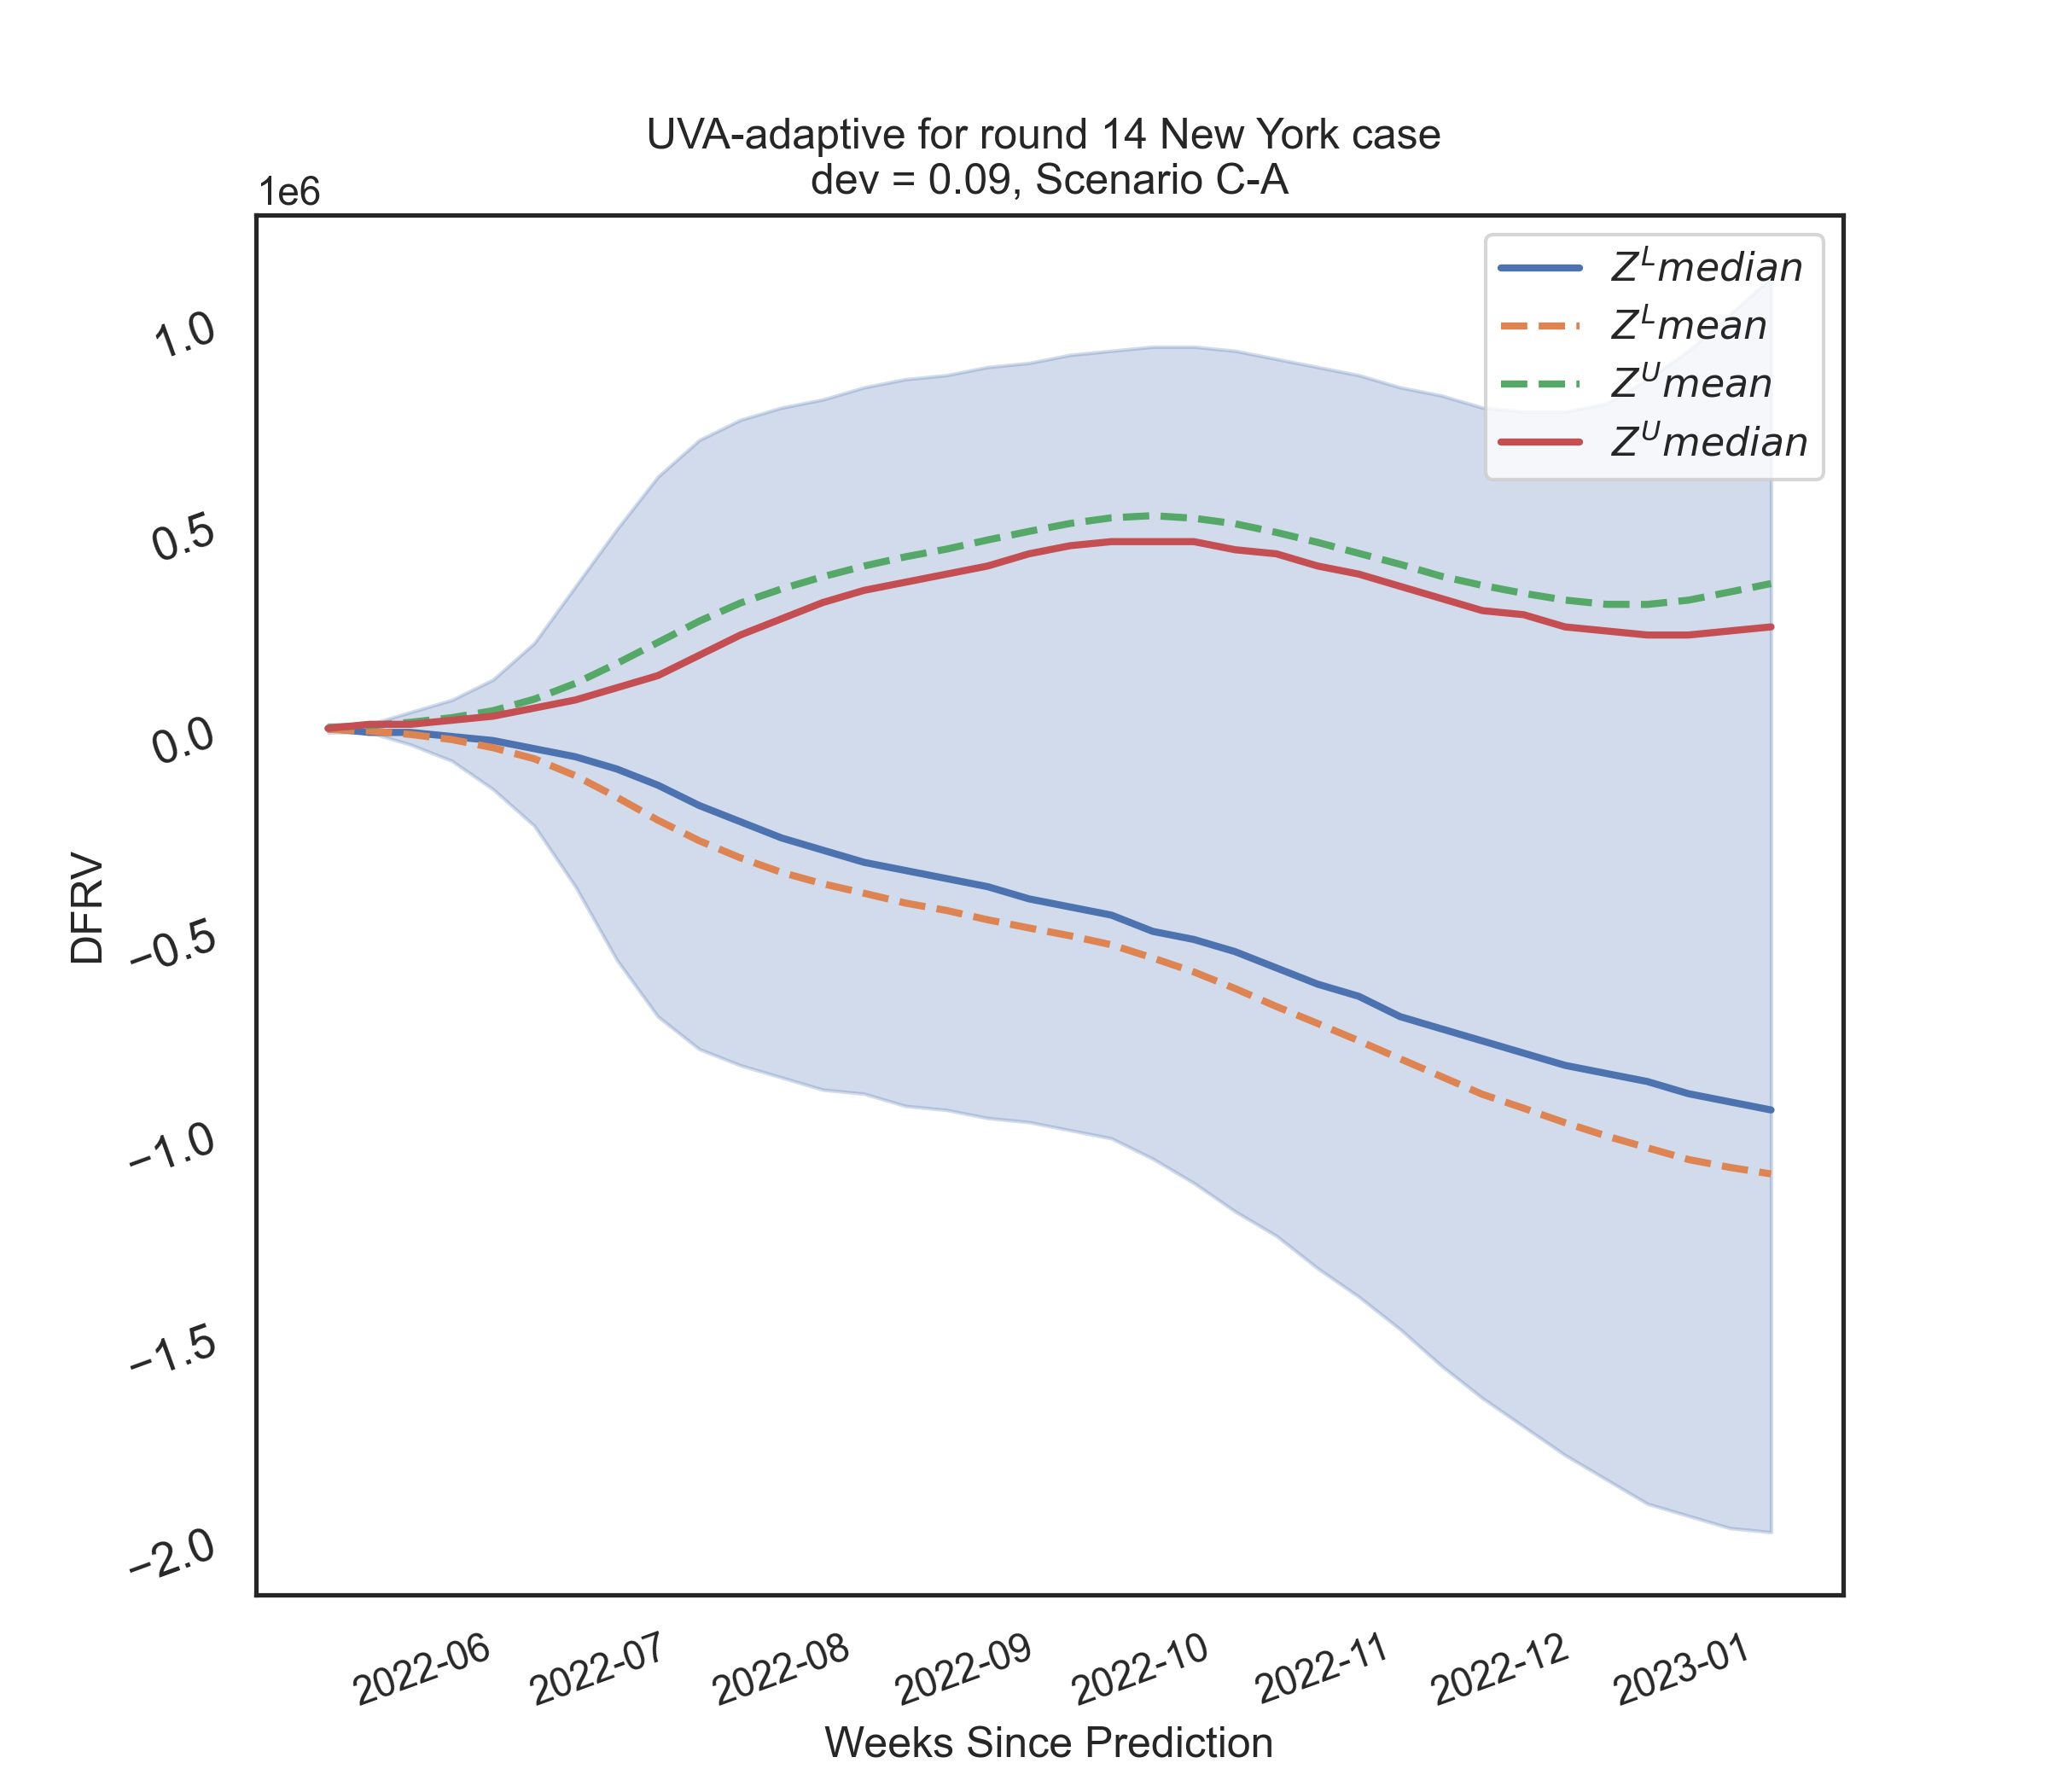 UVA-adaptive for round 14 New York case
dev = 0.09, Scenario C-A
1e6
Z^L median
Z^L mean
Z^U mean
Z^U median
1.0
0.5
0.0
−0.5
−1.0
−1.5
−2.0
DFRV
2022-06
2022-07
2022-08
2022-09
2022-10
2022-11
2022-12
2023-01
Weeks Since Prediction